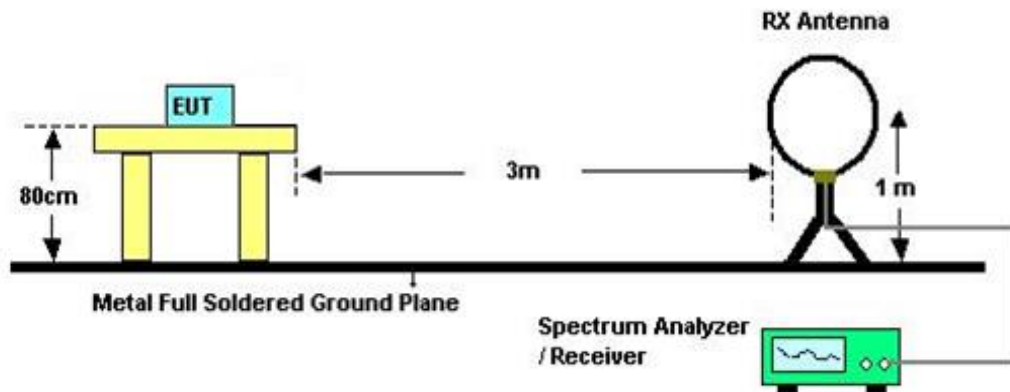 RX Antenna
EUT
80cm
3m
1 m
Metal Full Soldered Ground Plane
Spectrum Analyzer
/ Receiver